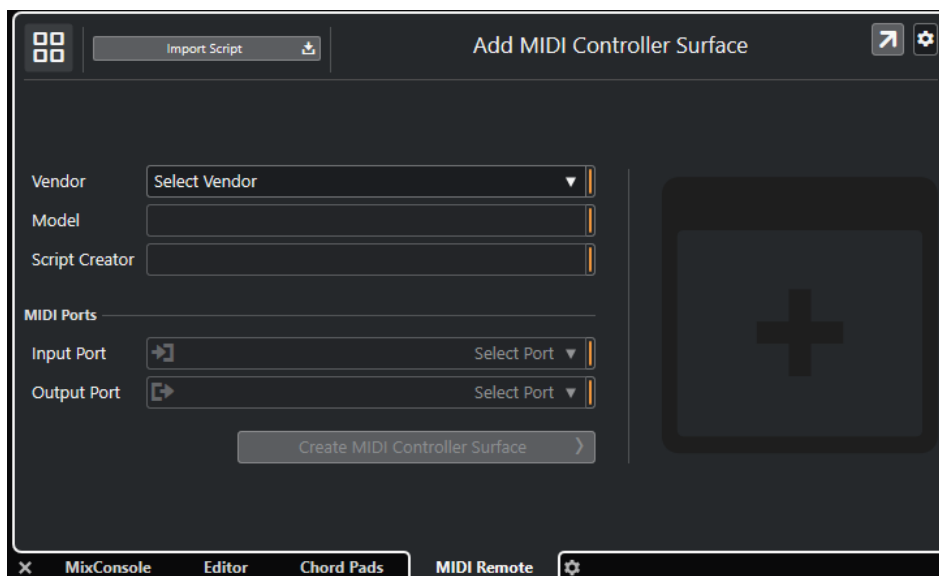 Import Script
Add MIDI Controller Surface
Vendor Select Vendor
Model
Script Creator
MIDI Ports
Input Port Select Port
Output Port Select Port
Create MIDI Controller Surface
MixConsole Editor Chord Pads MIDI Remote